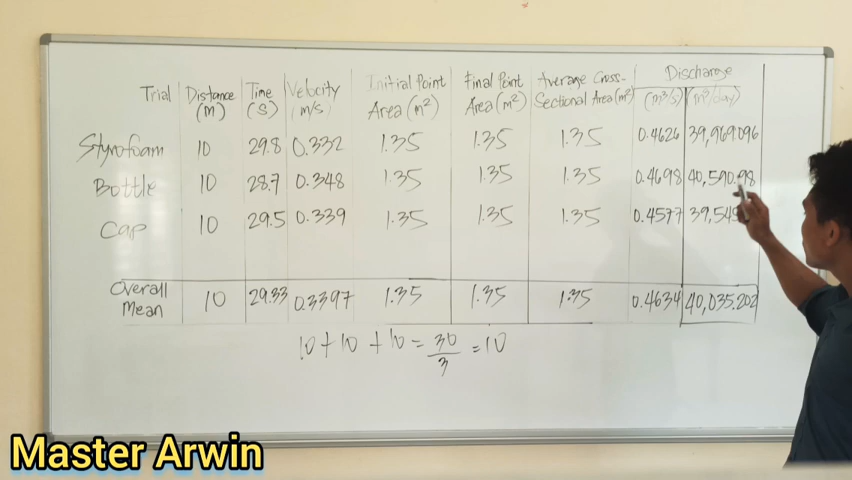 Trial Distance (M) Time (S) Velocity M/S Initial Point Area (m²) Final Point Area (m²) Average Cross-Sectional Area (m²) Discharge (m³/s) (m³/day)
Styrofoam 10 29.8 0.332 1.35 1.35 1.35 0.4626 39,969.096
Bottle 10 28.7 0.348 1.35 1.35 1.35 0.4698 40,590.98
Cap 10 29.5 0.339 1.35 1.35 1.35 0.4577
Overall Mean 10 29.33 0.3397 1.35 1.35 1.35 0.4634 40,035.202
10 + 10 + 10 = 30/3 = 10
Master Arwin